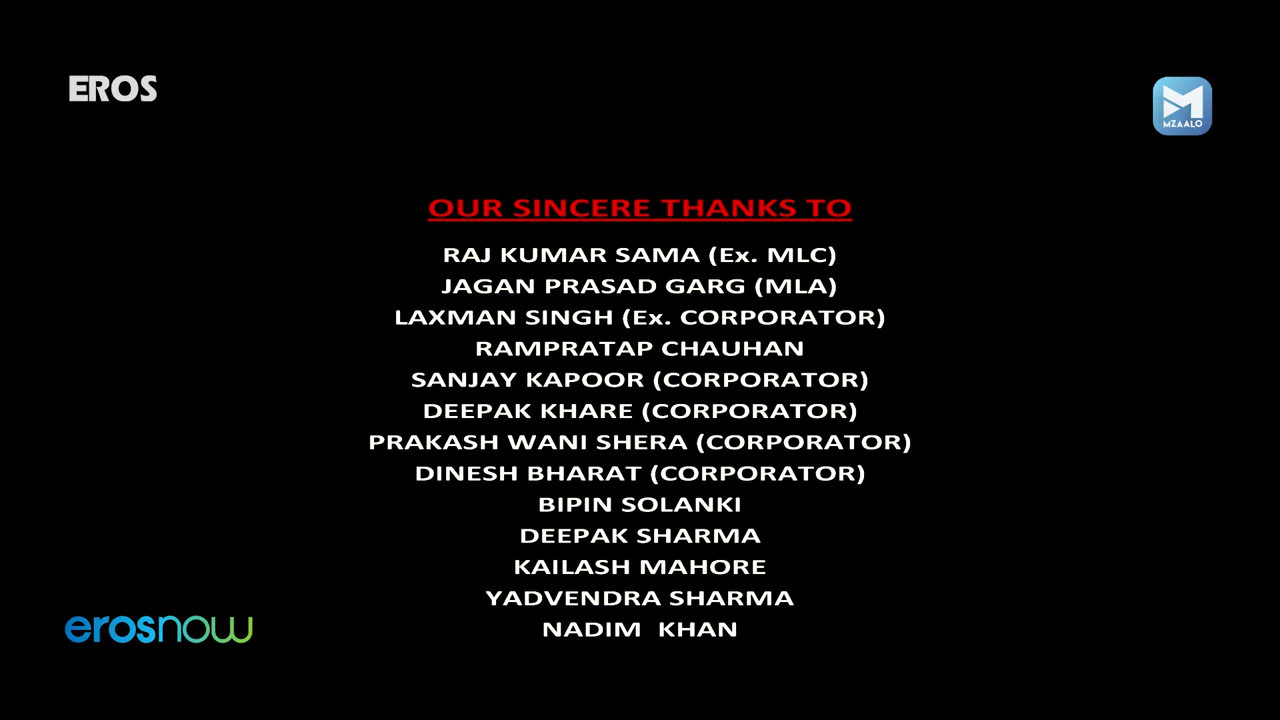 EROS
MZAALO
OUR SINCERE THANKS TO
RAJ KUMAR SAMA (Ex. MLC)
JAGAN PRASAD GARG (MLA)
LAXMAN SINGH (Ex. CORPORATOR)
RAMPRATAP CHAUHAN
SANJAY KAPOOR (CORPORATOR)
DEEPAK KHARE (CORPORATOR)
PRAKASH WANI SHERA (CORPORATOR)
DINESH BHARAT (CORPORATOR)
BIPIN SOLANKI
DEEPAK SHARMA
KAILASH MAHORE
YADVENDRA SHARMA
NADIM KHAN
erosnow